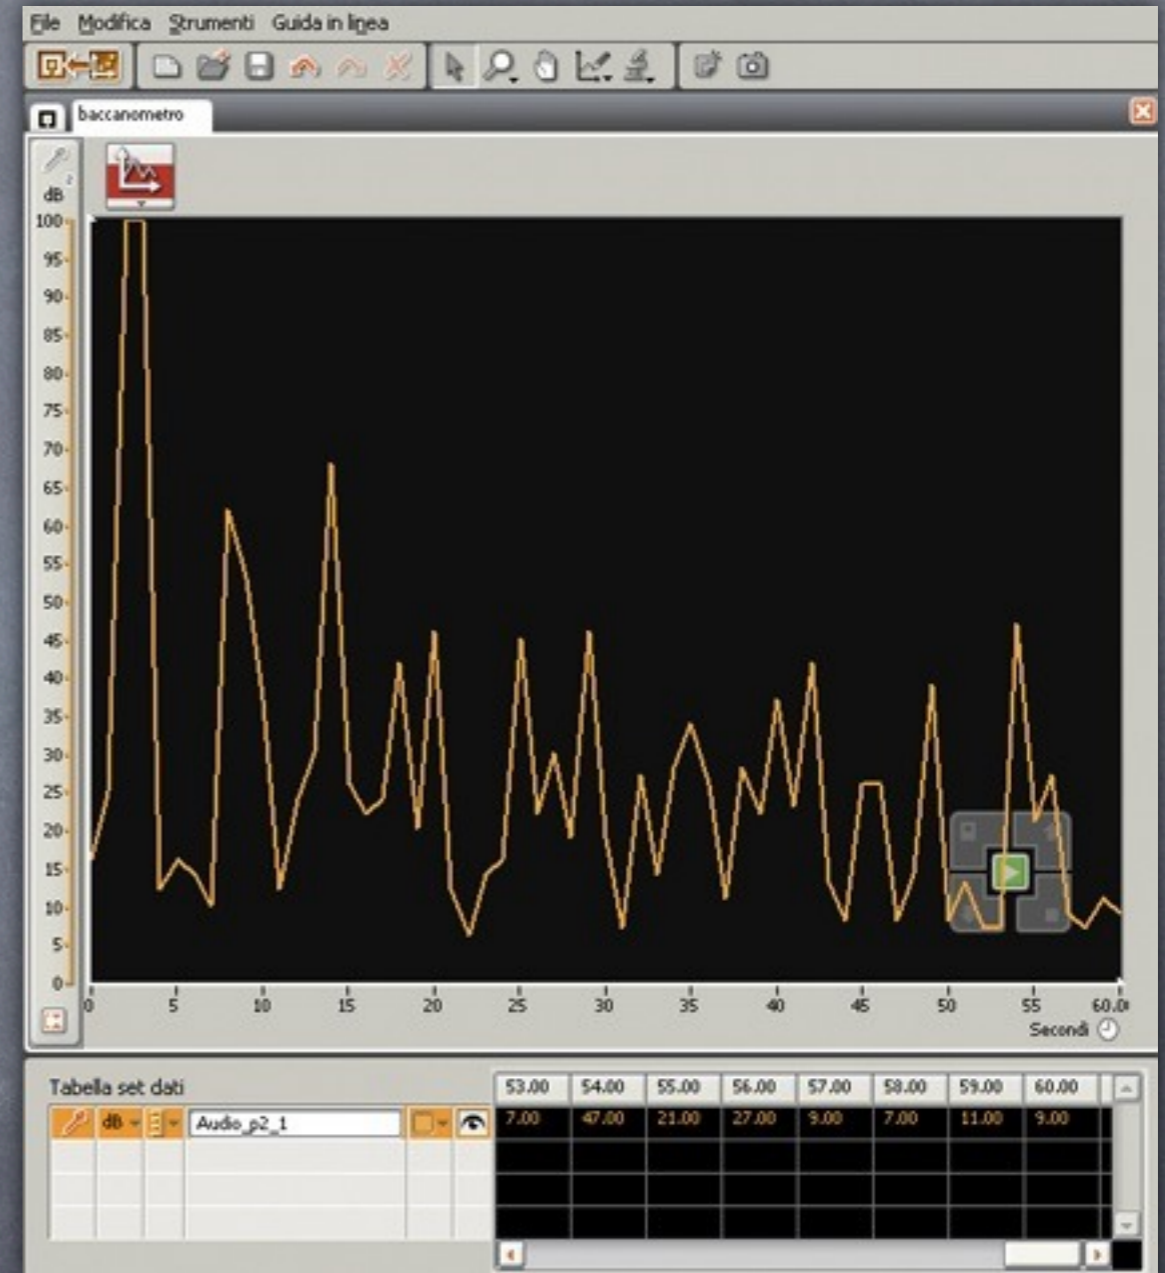 File Modifica Strumenti Guida in linea
baccanometro
dB
100
95
90
85
80
75
70
65
60
55
50
45
40
35
30
25
20
15
10
5
0
0 5 10 15 20 25 30 35 40 45 50 55 60.0
Secondi
Tabella set dati
53.00 54.00 55.00 56.00 57.00 58.00 59.00 60.00
dB Audio_p2_1 7.00 47.00 21.00 27.00 9.00 7.00 11.00 9.00